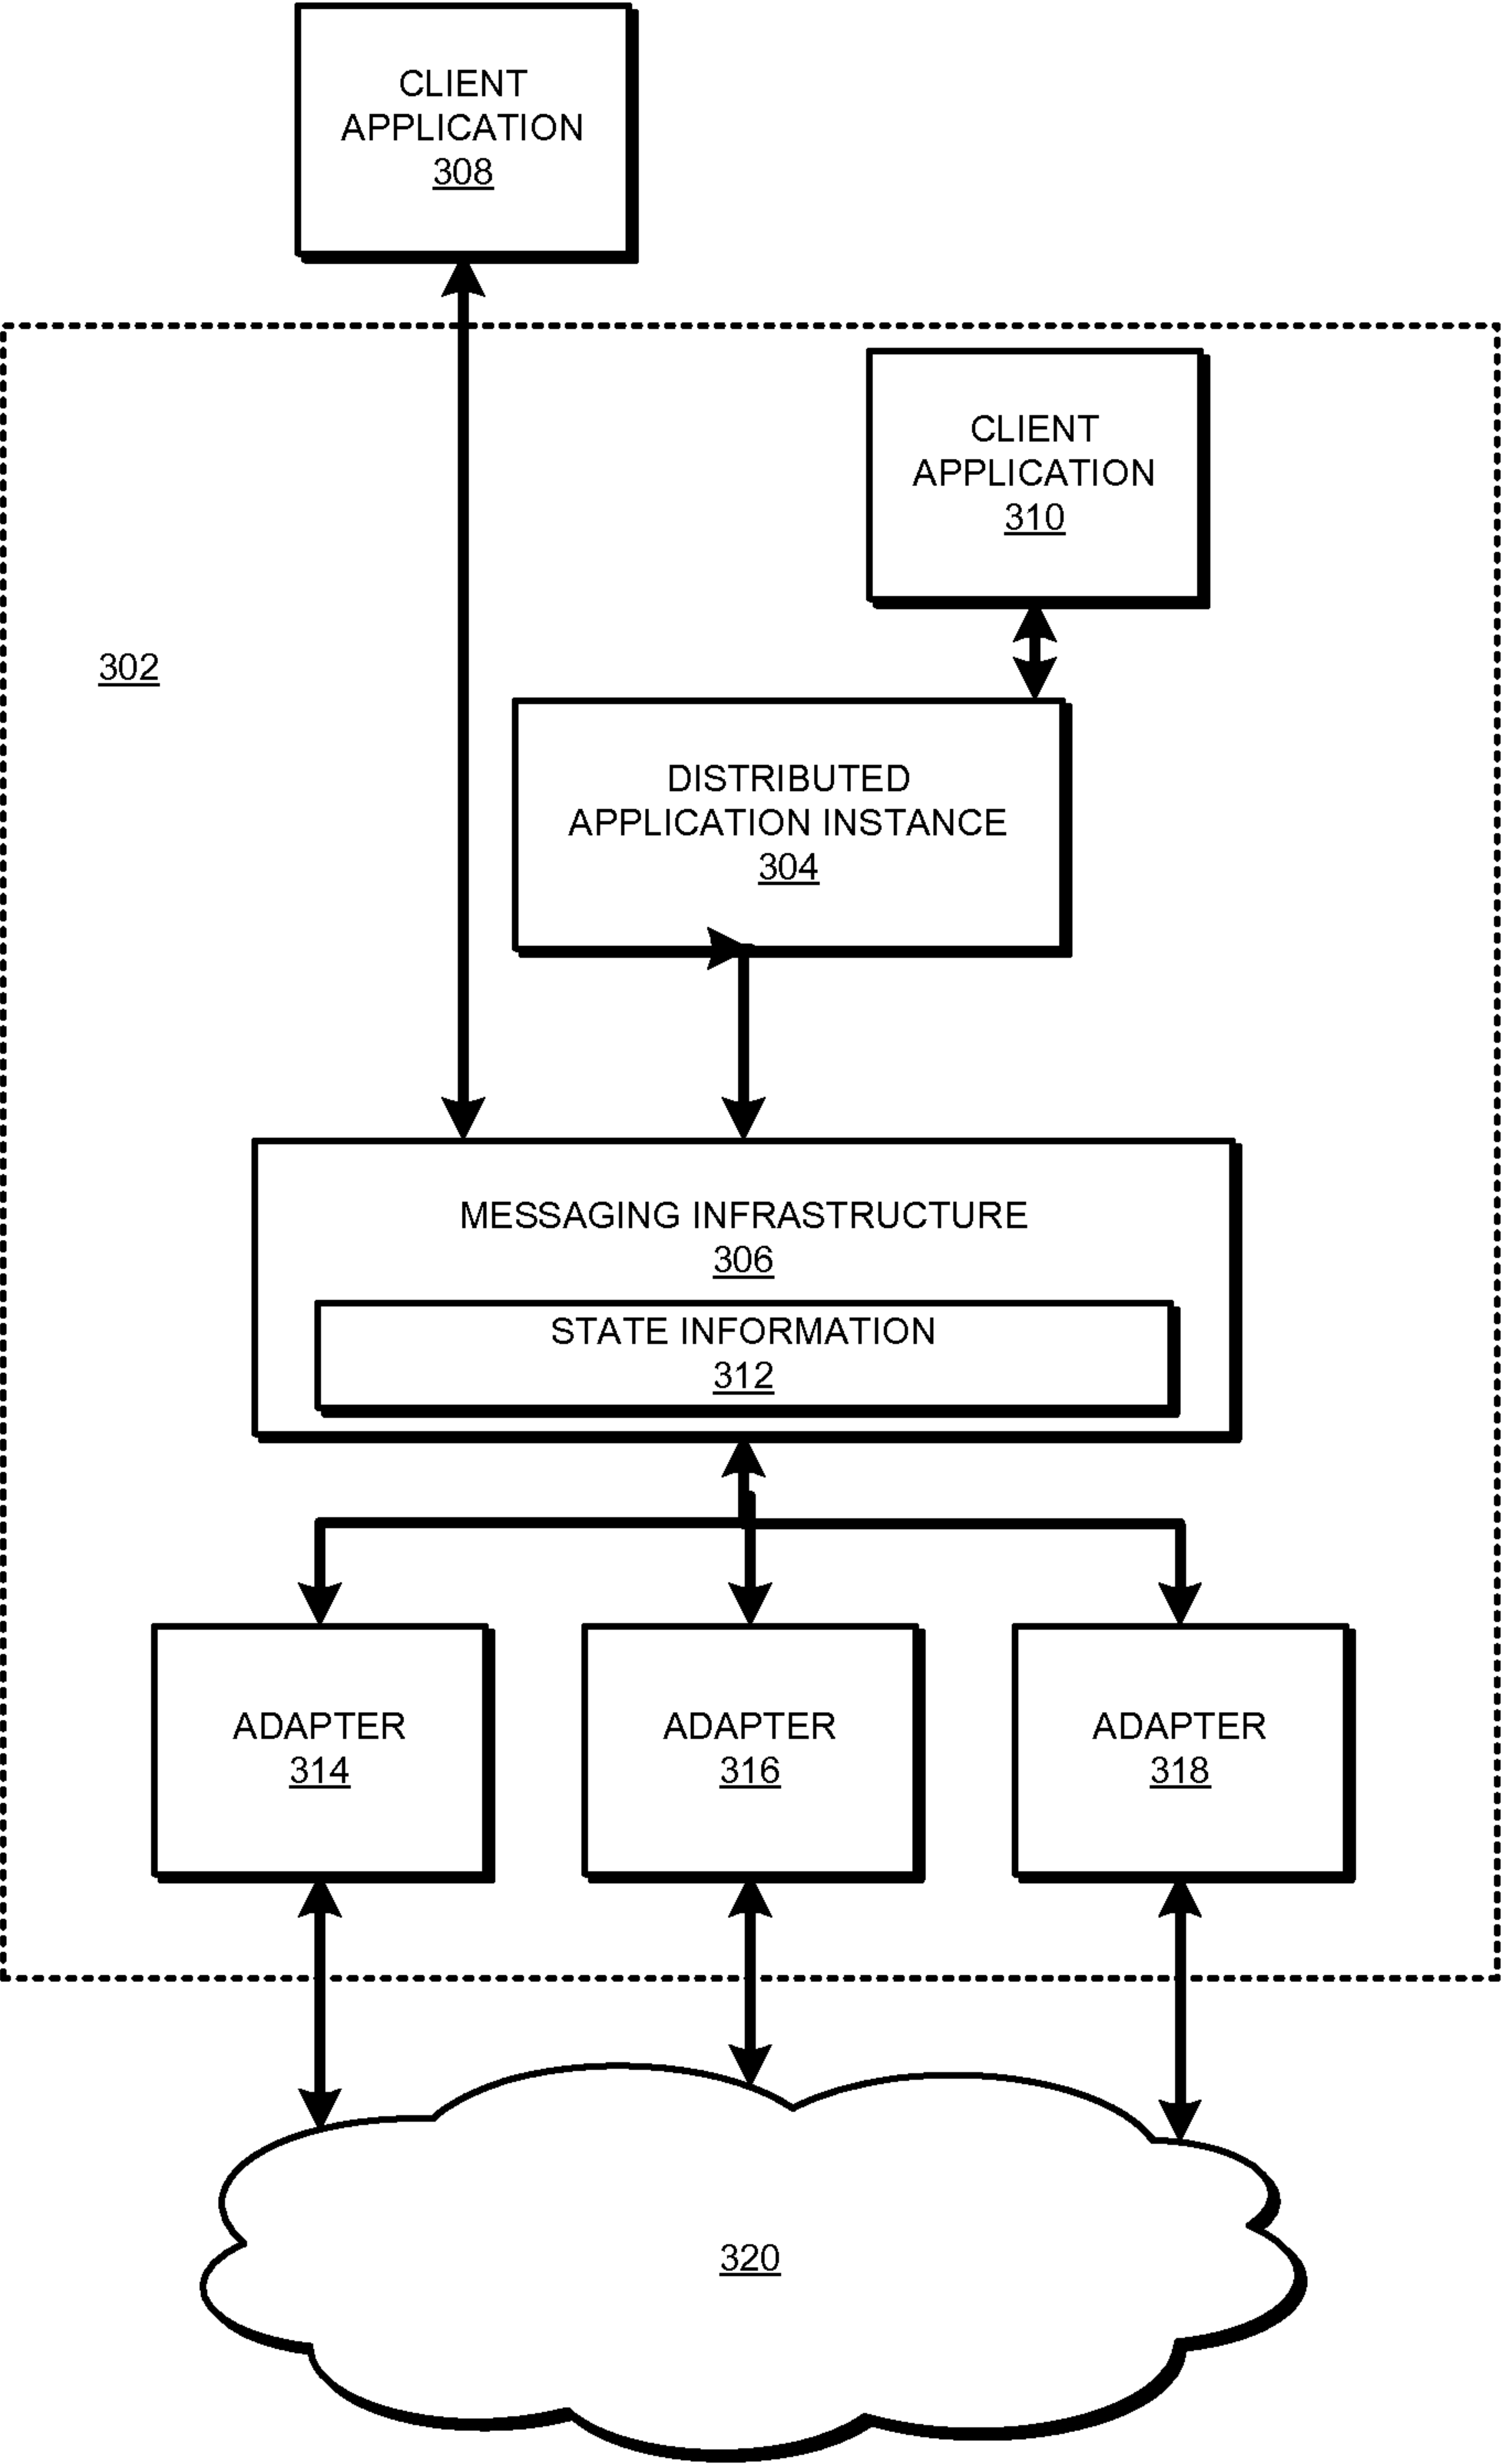 CLIENT
APPLICATION
308
CLIENT
APPLICATION
310
302
DISTRIBUTED
APPLICATION INSTANCE
304
MESSAGING INFRASTRUCTURE
306
STATE INFORMATION
312
ADAPTER
314
ADAPTER
316
ADAPTER
318
320